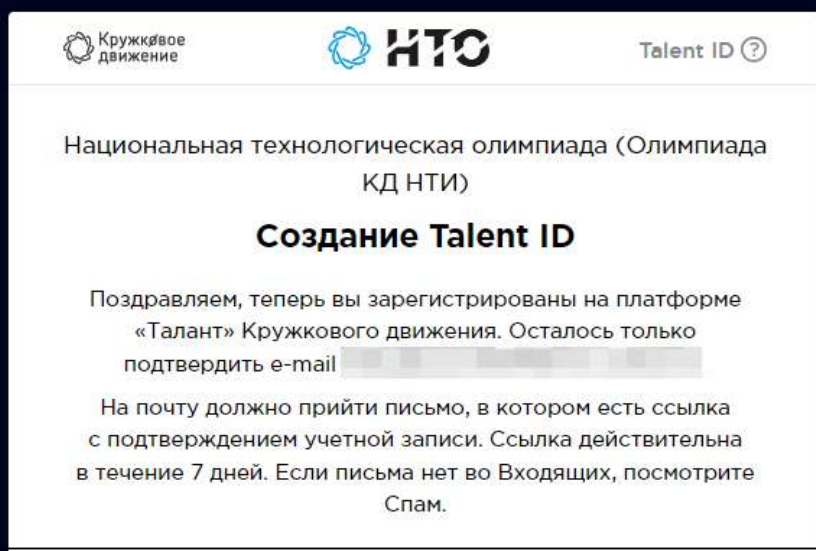 Кружковое
движение
НТО
Talent ID ?
Национальная технологическая олимпиада (Олимпиада
КД НТИ)
Создание Talent ID
Поздравляем, теперь вы зарегистрированы на платформе
«Талант» Кружкового движения. Осталось только
подтвердить e-mail
На почту должно прийти письмо, в котором есть ссылка
с подтверждением учетной записи. Ссылка действительна
в течение 7 дней. Если письма нет во Входящих, посмотрите
Спам.